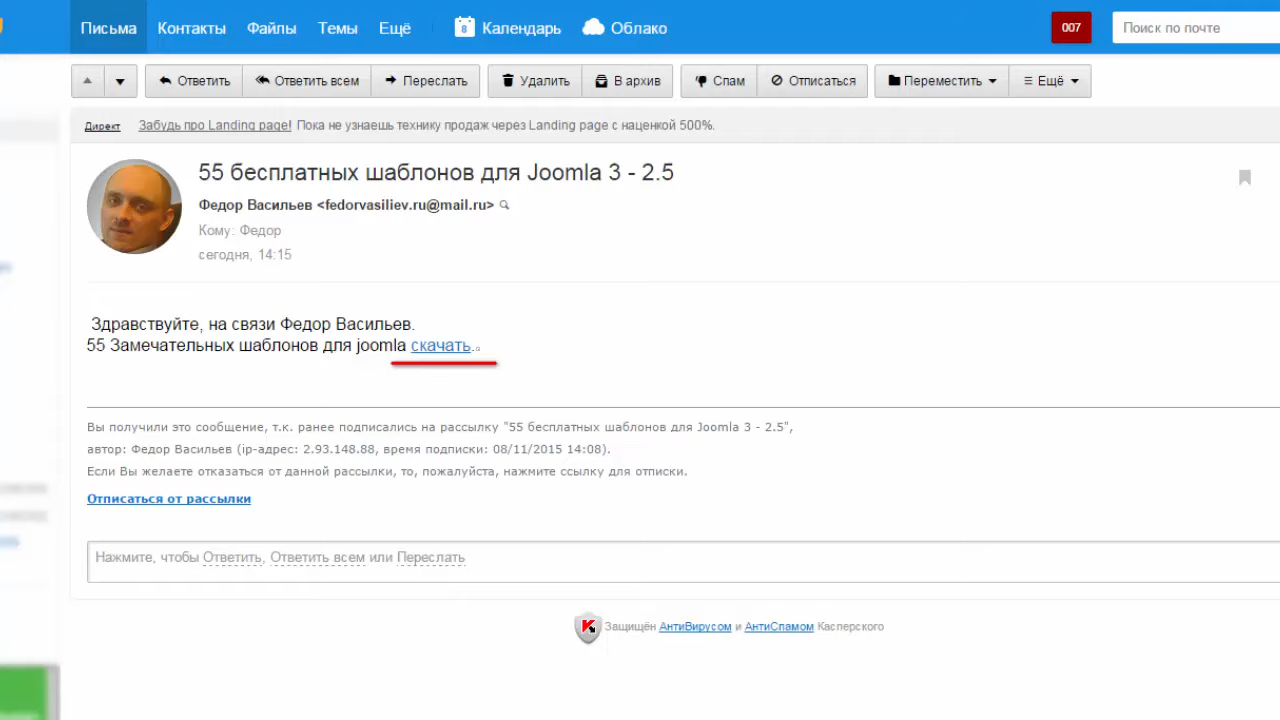 Письма Контакты Файлы Темы Ещё 8 Календарь Облако 007 Поиск по почте
Ответить Ответить всем Переслать Удалить В архив Спам Отписаться Переместить Ещё
Директ Забудь про Landing page! Пока не узнаешь технику продаж через Landing page с наценкой 500%.
55 бесплатных шаблонов для Joomla 3 - 2.5
Федор Васильев <fedorvasiliev.ru@mail.ru>
Кому: Федор
сегодня, 14:15
Здравствуйте, на связи Федор Васильев.
55 Замечательных шаблонов для joomla скачать.
Вы получили это сообщение, т.к. ранее подписались на рассылку "55 бесплатных шаблонов для Joomla 3 - 2.5",
автор: Федор Васильев (ip-адрес: 2.93.148.88, время подписки: 08/11/2015 14:08).
Если Вы желаете отказаться от данной рассылки, то, пожалуйста, нажмите ссылку для отписки.
Отписаться от рассылки
Нажмите, чтобы Ответить, Ответить всем или Переслать
Защищён АнтиВирусом и АнтиСпамом Касперского